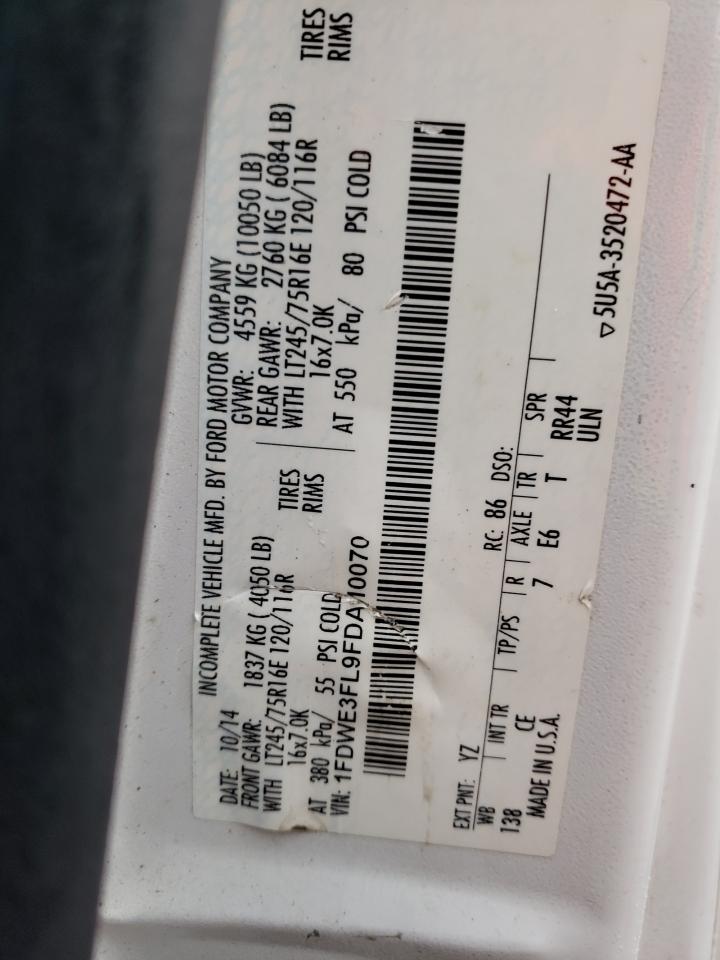 INCOMPLETE VEHICLE MFD. BY FORD MOTOR COMPANY
DATE: 10/14 GVWR: 4559 KG (10050 LB)
FRONT GAWR: 1837 KG ( 4050 LB) REAR GAWR: 2760 KG ( 6084 LB)
WITH LT245/75R16E 120/116R TIRES WITH LT245/75R16E 120/116R TIRES
16x7.0K RIMS 16x7.0K RIMS
AT 380 kPa/ 55 PSI COLD AT 550 kPa/ 80 PSI COLD
VIN: 1FDWE3FL9FDA 10070
EXT PNT: YZ RC: 86 DSO:
WB INT TR TP/PS R AXLE TR SPR
138 CE 7 E6 T RR44
MADE IN U.S.A. ULN
▽5U5A-3520472-AA